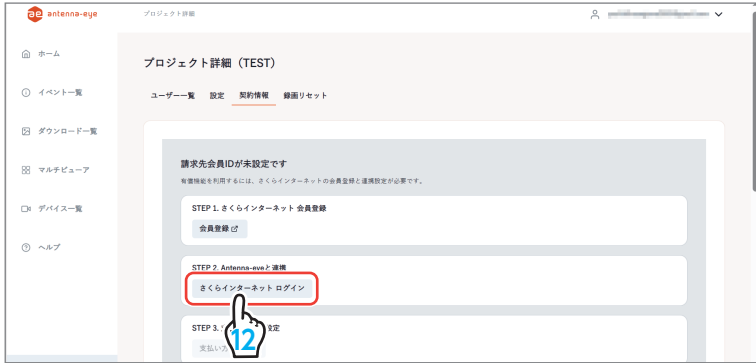 ae antenna-eye
プロジェクト詳細
ホーム
プロジェクト詳細（TEST）
イベント一覧
ユーザー一覧 設定 契約情報 録画リセット
ダウンロード一覧
マルチビューア
請求先会員IDが未設定です
有償機能を利用するには、さくらインターネットの会員登録と連携設定が必要です。
デバイス一覧
STEP 1. さくらインターネット 会員登録
会員登録
ヘルプ
STEP 2. Antenna-eyeと連携
さくらインターネット ログイン
STEP 3.
設定
12
支払い方